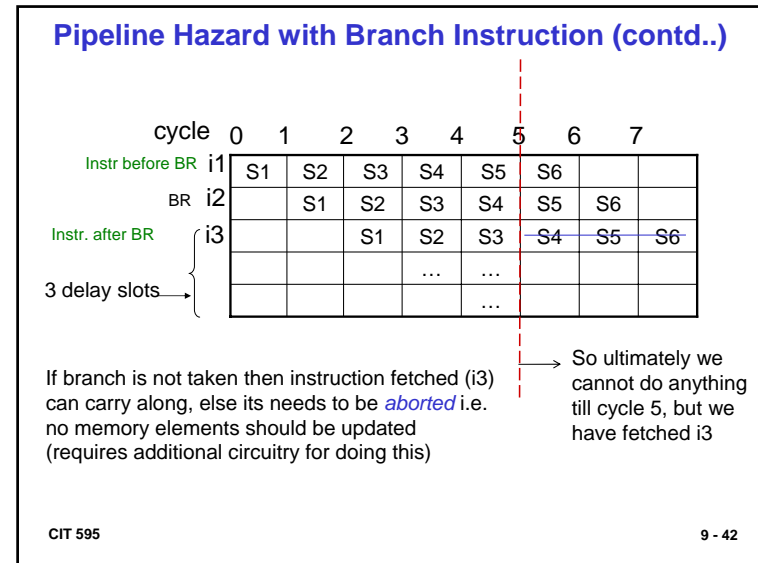 Pipeline Hazard with Branch Instruction (contd..)
cycle 0 1 2 3 4 5 6 7
Instr before BR i1 S1 S2 S3 S4 S5 S6
BR i2 S1 S2 S3 S4 S5 S6
Instr. after BR i3 S1 S2 S3 S4 S5 S6
… …
3 delay slots …
If branch is not taken then instruction fetched (i3)
can carry along, else its needs to be aborted i.e.
no memory elements should be updated
(requires additional circuitry for doing this)
So ultimately we
cannot do anything
till cycle 5, but we
have fetched i3
CIT 595
9 - 42